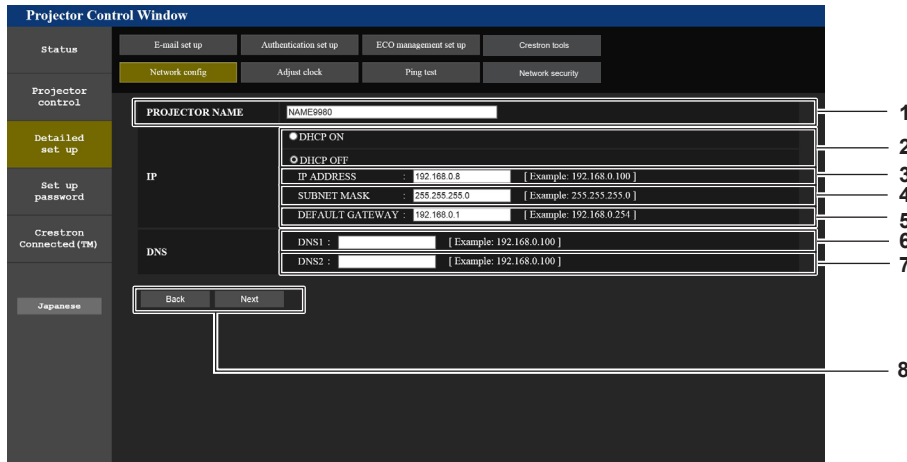 Projector Control Window
Status
E-mail set up
Authentication set up
ECO management set up
Crestron tools
Network config
Adjust clock
Ping test
Network security
Projector
control
Detailed
set up
Set up
password
Crestron
Connected(TM)
Japanese
PROJECTOR NAME
NAME9980
1
IP
DHCP ON
DHCP OFF
2
IP ADDRESS : 192.168.0.8 [ Example: 192.168.0.100 ]
3
SUBNET MASK : 255.255.255.0 [ Example: 255.255.255.0 ]
4
DEFAULT GATEWAY : 192.168.0.1 [ Example: 192.168.0.254 ]
5
DNS
DNS1 : [ Example: 192.168.0.100 ]
6
DNS2 : [ Example: 192.168.0.100 ]
7
Back
Next
8